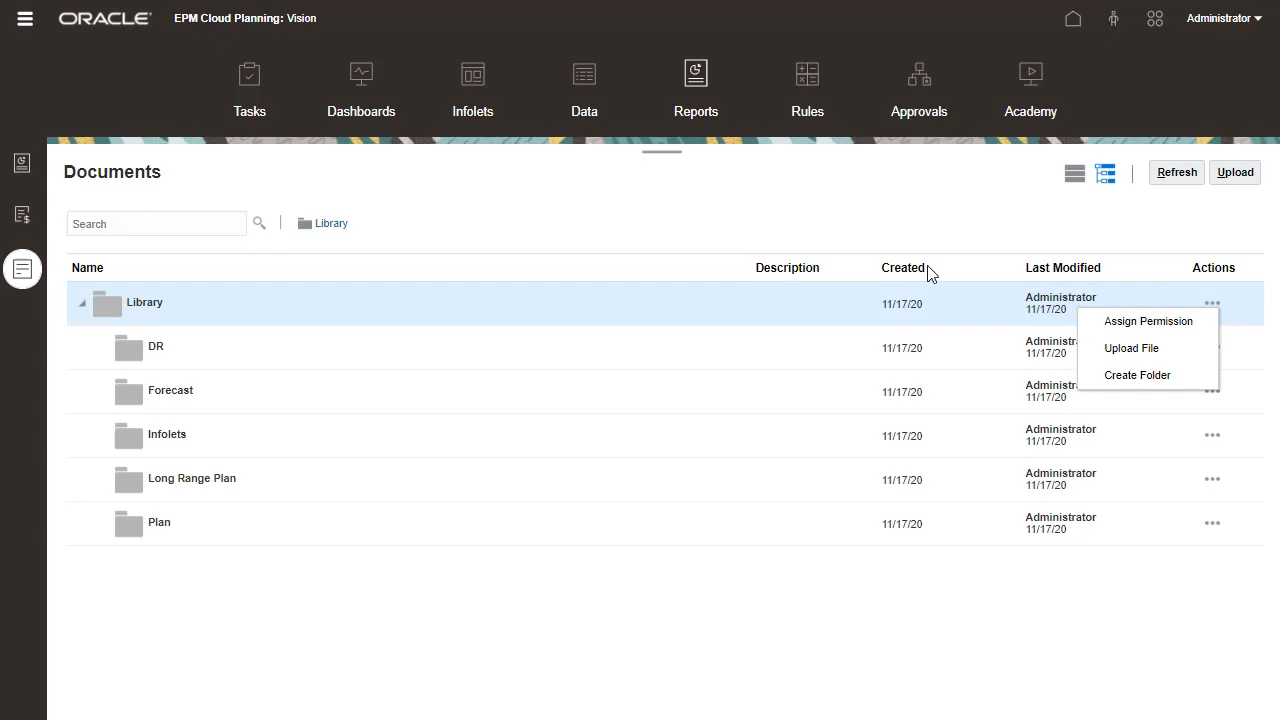 ORACLE EPM Cloud Planning: Vision Administrator
Tasks Dashboards Infolets Data Reports Rules Approvals Academy
Documents Refresh Upload
Search Library
Name Description Created Last Modified Actions
Library 11/17/20 Administrator
11/17/20
Assign Permission
Upload File
Create Folder
DR 11/17/20 Administra
11/17/20
Forecast 11/17/20 Administra
11/17/20
Infolets 11/17/20 Administrator
11/17/20
Long Range Plan 11/17/20 Administrator
11/17/20
Plan 11/17/20 Administrator
11/17/20